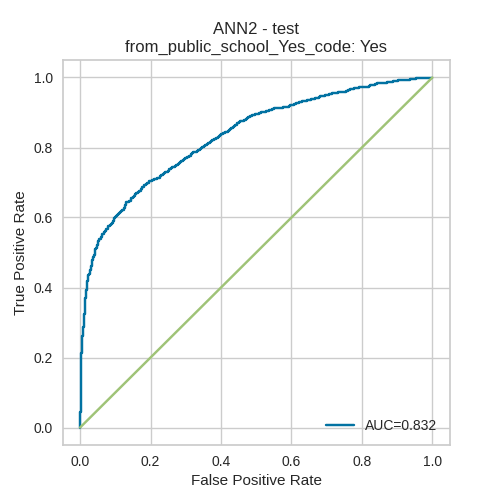 ANN2 - test
from_public_school_Yes_code: Yes
True Positive Rate
1.0
0.8
0.6
0.4
0.2
0.0
AUC=0.832
0.0 0.2 0.4 0.6 0.8 1.0
False Positive Rate